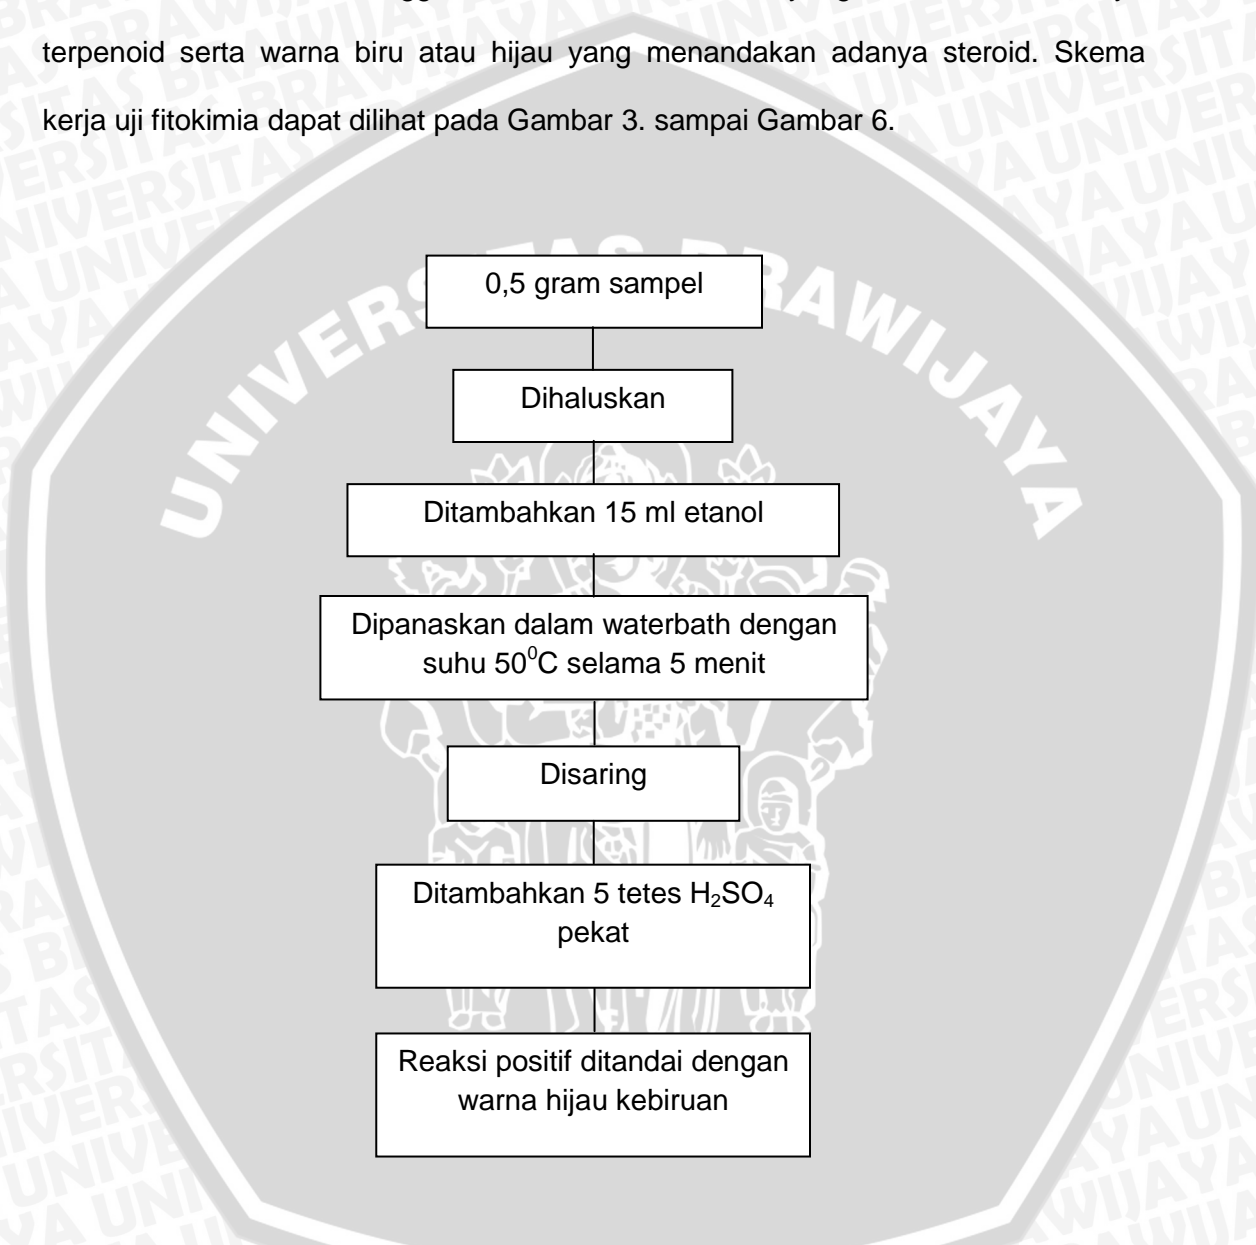 terpenoid serta warna biru atau hijau yang menandakan adanya steroid. Skema
kerja uji fitokimia dapat dilihat pada Gambar 3. sampai Gambar 6.
UNIVERSITAS BRAWIJAYA
0,5 gram sampel
Dihaluskan
Ditambahkan 15 ml etanol
Dipanaskan dalam waterbath dengan
suhu 50⁰C selama 5 menit
Disaring
Ditambahkan 5 tetes H₂SO₄
pekat
Reaksi positif ditandai dengan
warna hijau kebiruan